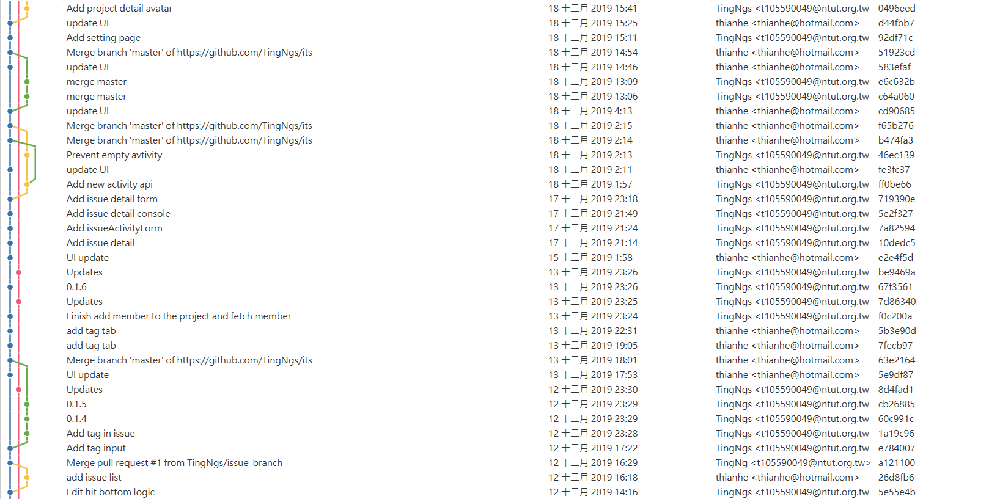 Add project detail avatar 18 十二月 2019 15:41 TingNgs <t105590049@ntut.org.tw 0496eed
update UI 18 十二月 2019 15:25 thianhe <thianhe@hotmail.com> d44fbb7
Add setting page 18 十二月 2019 15:11 TingNgs <t105590049@ntut.org.tw 92df71c
Merge branch 'master' of https://github.com/TingNgs/its 18 十二月 2019 14:54 thianhe <thianhe@hotmail.com> 51923cd
update UI 18 十二月 2019 14:46 thianhe <thianhe@hotmail.com> 583efaf
merge master 18 十二月 2019 13:09 TingNgs <t105590049@ntut.org.tw e6c632b
merge master 18 十二月 2019 13:06 TingNgs <t105590049@ntut.org.tw c64a060
update UI 18 十二月 2019 4:13 thianhe <thianhe@hotmail.com> cd90685
Merge branch 'master' of https://github.com/TingNgs/its 18 十二月 2019 2:15 thianhe <thianhe@hotmail.com> f65b276
Merge branch 'master' of https://github.com/TingNgs/its 18 十二月 2019 2:14 thianhe <thianhe@hotmail.com> b474fa3
Prevent empty avtivity 18 十二月 2019 2:13 TingNgs <t105590049@ntut.org.tw 46ec139
update UI 18 十二月 2019 2:11 thianhe <thianhe@hotmail.com> fe3fc37
Add new activity api 18 十二月 2019 1:57 TingNgs <t105590049@ntut.org.tw ff0be66
Add issue detail form 17 十二月 2019 23:18 TingNgs <t105590049@ntut.org.tw 719390e
Add issue detail console 17 十二月 2019 21:49 TingNgs <t105590049@ntut.org.tw 5e2f327
Add issueActivityForm 17 十二月 2019 21:24 TingNgs <t105590049@ntut.org.tw 7a82594
Add issue detail 17 十二月 2019 21:14 TingNgs <t105590049@ntut.org.tw 10dedc5
UI update 15 十二月 2019 1:58 thianhe <thianhe@hotmail.com> e2e4f5d
Updates 13 十二月 2019 23:26 TingNgs <t105590049@ntut.org.tw be9469a
0.1.6 13 十二月 2019 23:26 TingNgs <t105590049@ntut.org.tw 67f3561
Updates 13 十二月 2019 23:25 TingNgs <t105590049@ntut.org.tw 7d86340
Finish add member to the project and fetch member 13 十二月 2019 23:24 TingNgs <t105590049@ntut.org.tw f0c200a
add tag tab 13 十二月 2019 22:31 thianhe <thianhe@hotmail.com> 5b3e90d
add tag tab 13 十二月 2019 19:05 thianhe <thianhe@hotmail.com> 7fecb97
Merge branch 'master' of https://github.com/TingNgs/its 13 十二月 2019 18:01 thianhe <thianhe@hotmail.com> 63e2164
UI update 13 十二月 2019 17:53 thianhe <thianhe@hotmail.com> 5e9df87
Updates 12 十二月 2019 23:30 TingNgs <t105590049@ntut.org.tw 8d4fad1
0.1.5 12 十二月 2019 23:29 TingNgs <t105590049@ntut.org.tw cb26885
0.1.4 12 十二月 2019 23:29 TingNgs <t105590049@ntut.org.tw 60c991c
Add tag in issue 12 十二月 2019 23:28 TingNgs <t105590049@ntut.org.tw 1a19c96
Add tag input 12 十二月 2019 17:22 TingNgs <t105590049@ntut.org.tw e784007
Merge pull request #1 from TingNgs/issue_branch 12 十二月 2019 16:29 TingNg <t105590049@ntut.org.tw> a121100
add issue list 12 十二月 2019 16:18 thianhe <thianhe@hotmail.com> 26d8fb6
Edit hit bottom logic 12 十二月 2019 14:16 TingNgs <t105590049@ntut.org.tw 5e55e4b